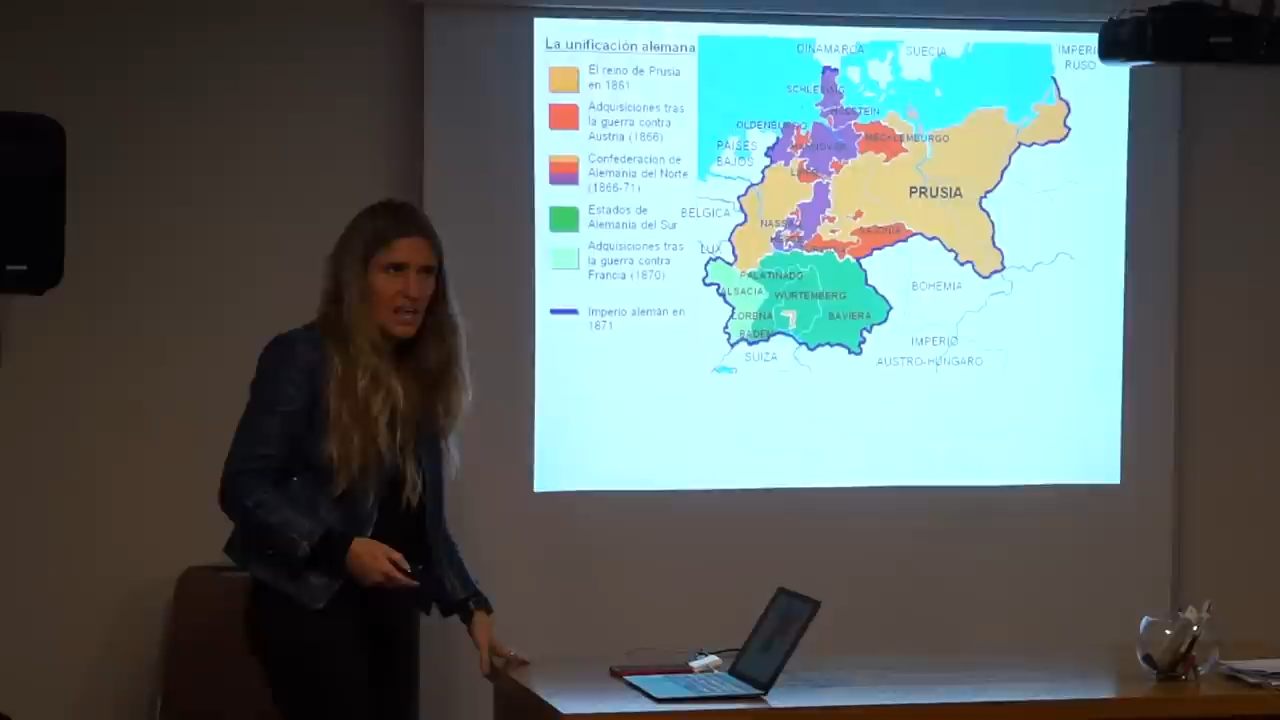 La unificación alemana
El reino de Prusia
en 1861
Adquisiciones tras
la guerra contra
Austria (1866)
Confederación de
Alemania del Norte
(1866-71)
Estados de
Alemania del Sur
Adquisiciones tras
la guerra contra
Francia (1870)
Imperio alemán en
1871
DINAMARCA
SUECIA
IMPERIO
RUSO
HOLSTEIN
OLDENBURGO
MECKLEMBURGO
PAÍSES
BAJOS
HANNOVER
PRUSIA
BELGICA
NASSAU
SAJONIA
LUX
PALATINADO
ALSACIA
WURTEMBERG
BOHEMIA
LORENA
BAVIERA
BADEN
IMPERIO
AUSTRO-HÚNGARO
SUIZA